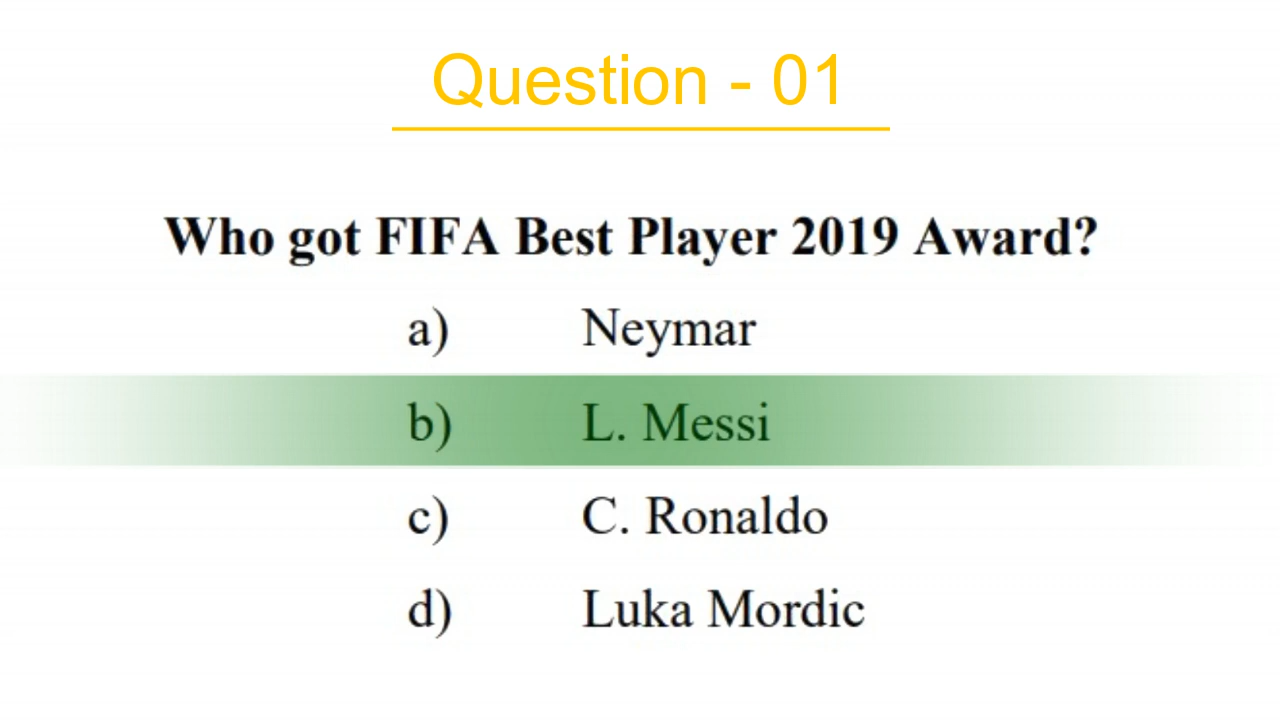 Question - 01
Who got FIFA Best Player 2019 Award?
a) Neymar
b) L. Messi
c) C. Ronaldo
d) Luka Mordic